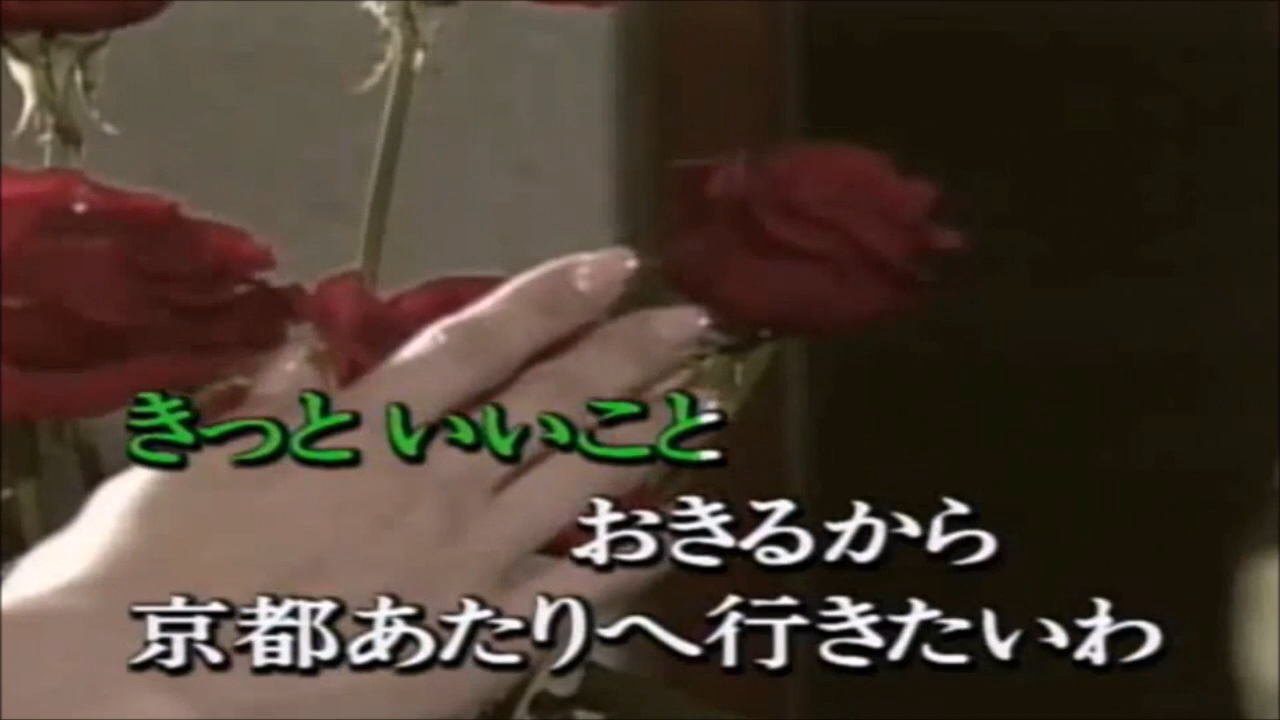 きっと いいこと
おきるから
京都あたりへ行きたいわ